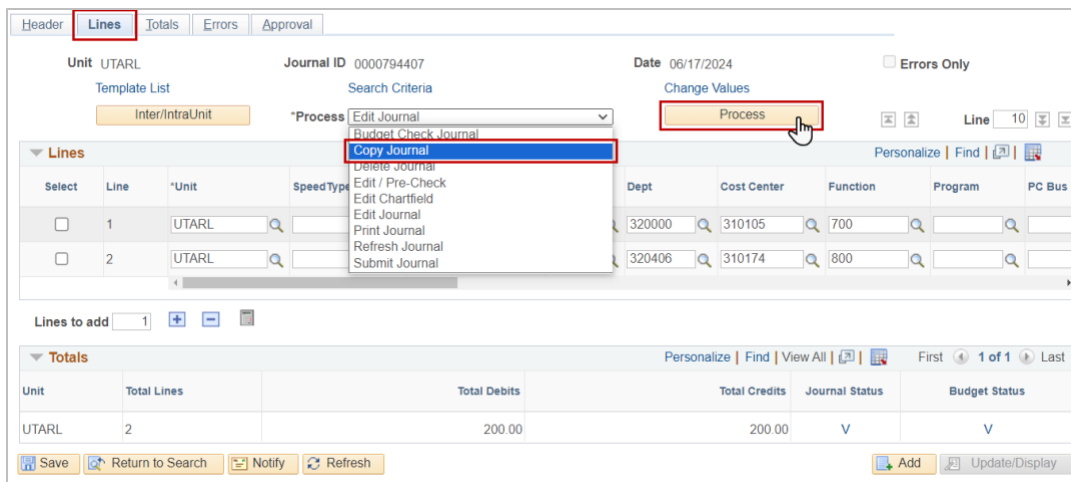 Header Lines Totals Errors Approval
Unit UTARL Journal ID 0000794407 Date 06/17/2024 Errors Only
Template List Search Criteria Change Values
Inter/IntraUnit *Process Edit Journal Process Line 10
Budget Check Journal
Copy Journal
Delete Journal
Edit / Pre-Check
Edit Chartfield
Edit Journal
Print Journal
Refresh Journal
Submit Journal
Lines Personalize | Find |
Select Line *Unit SpeedType Dept Cost Center Function Program PC Bus
1 UTARL 320000 310105 700
2 UTARL 320406 310174 800
Lines to add 1
Totals Personalize | Find | View All | First 1 of 1 Last
Unit Total Lines Total Debits Total Credits Journal Status Budget Status
UTARL 2 200.00 200.00 V V
Save Return to Search Notify Refresh Add Update/Display